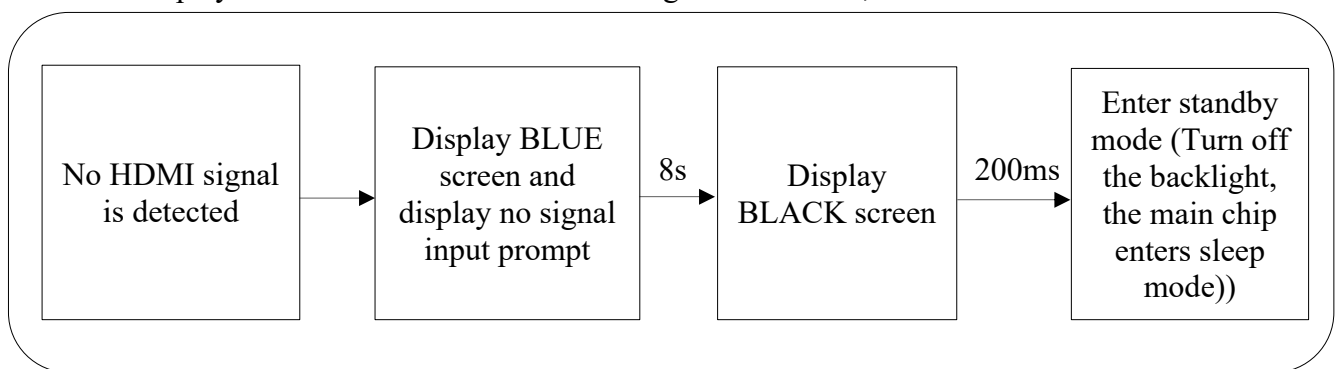 No HDMI signal
is detected
Display BLUE
screen and
display no signal
input prompt
8s
Display
BLACK screen
200ms
Enter standby
mode (Turn off
the backlight,
the main chip
enters sleep
mode))